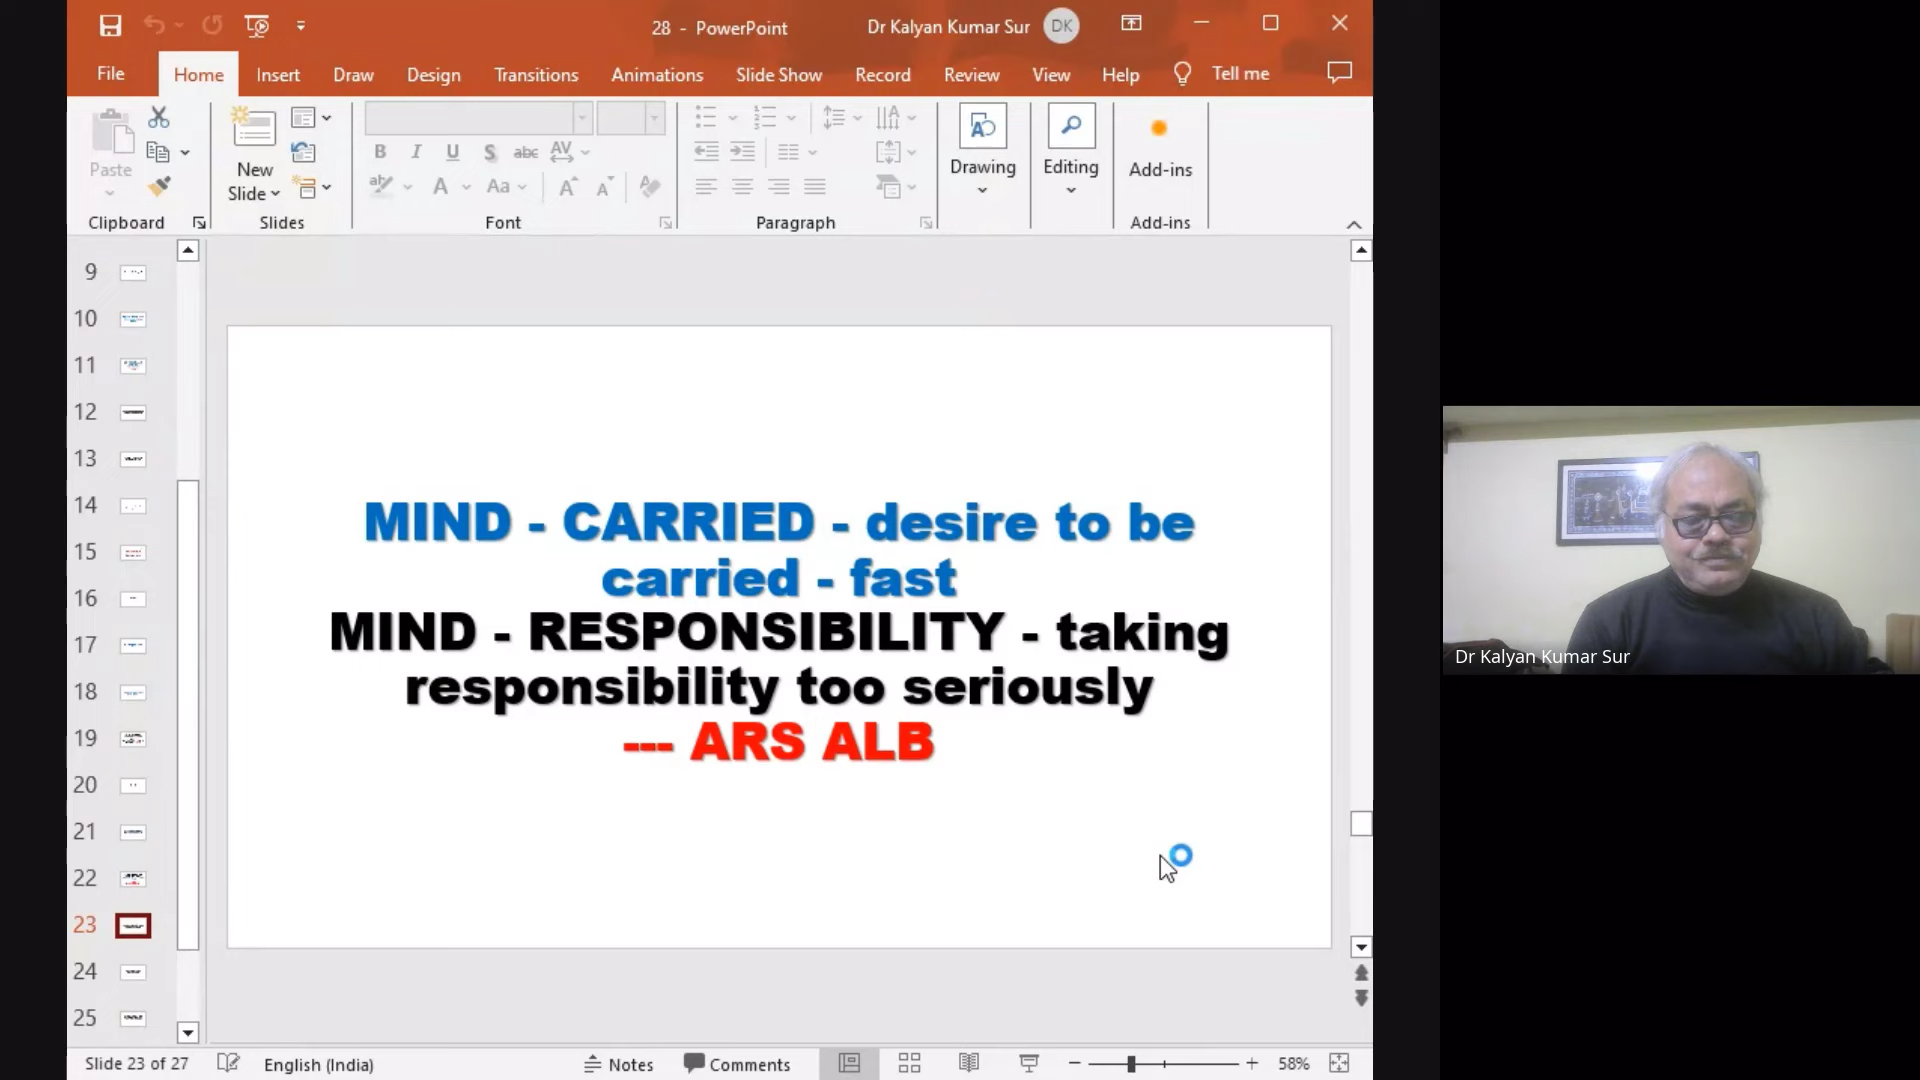 28 - PowerPoint
Dr Kalyan Kumar Sur
DK
File
Home
Insert
Draw
Design
Transitions
Animations
Slide Show
Record
Review
View
Help
Tell me
Paste
New
Slide
B I U S abc AV
A Aa A A
Drawing
Editing
Add-ins
Clipboard
Slides
Font
Paragraph
Add-ins
9
10
11
12
13
14
15
16
17
18
19
20
21
22
23
24
25
MIND - CARRIED - desire to be
carried - fast
MIND - RESPONSIBILITY - taking
responsibility too seriously
--- ARS ALB
Dr Kalyan Kumar Sur
Slide 23 of 27
English (India)
Notes
Comments
58%